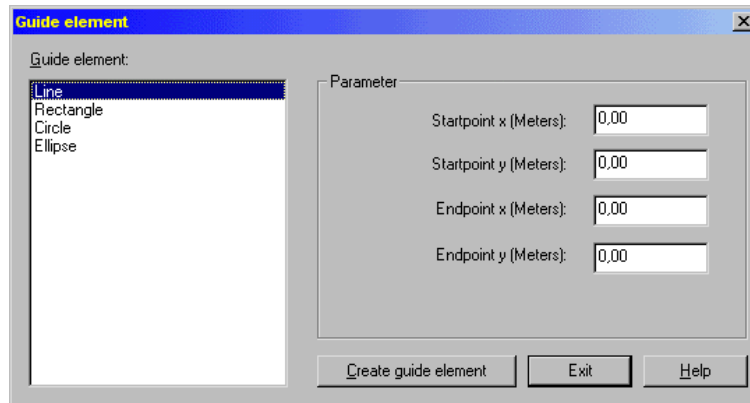 Guide element
Guide element:
Line
Rectangle
Circle
Ellipse
Parameter
Startpoint x (Meters): 0,00
Startpoint y (Meters): 0,00
Endpoint x (Meters): 0,00
Endpoint y (Meters): 0,00
Create guide element Exit Help